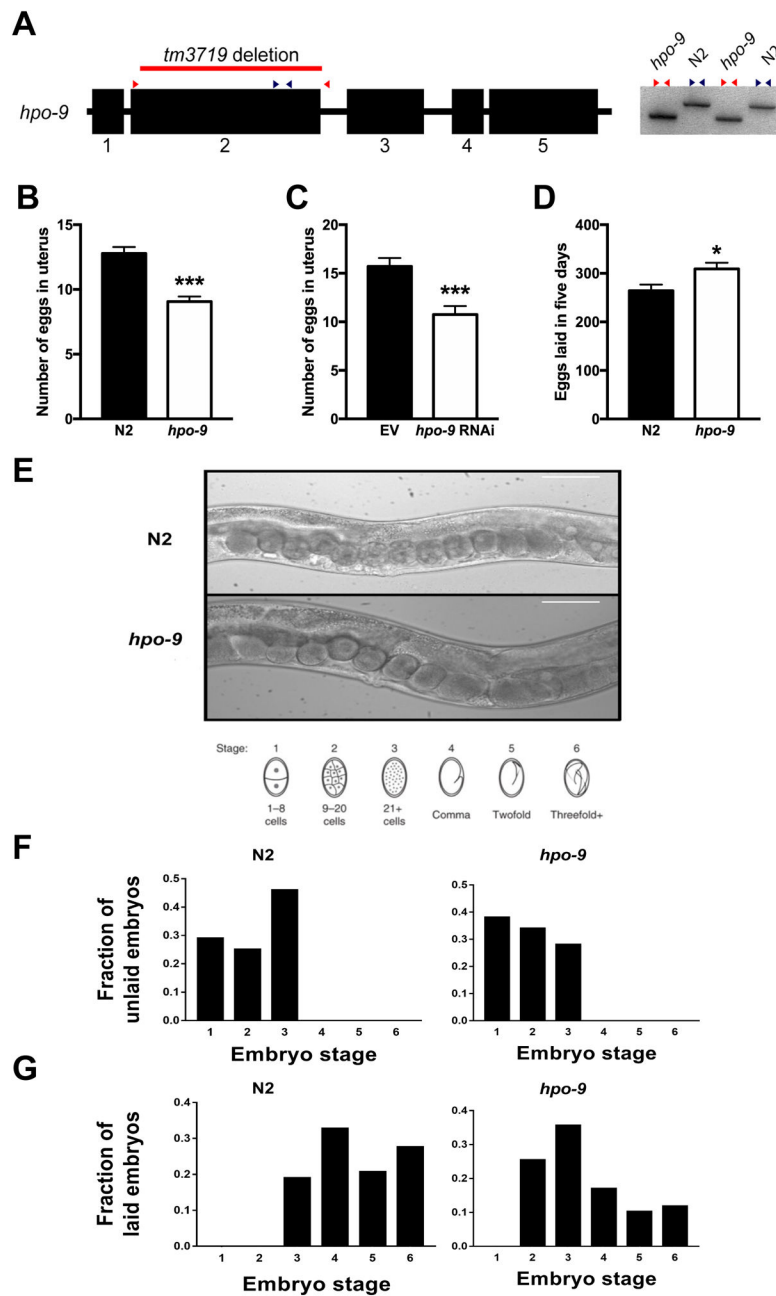 A
tm3719 deletion
hpo-9
1 2 3 4 5
hpo-9 N2 hpo-9 N2
B
Number of eggs in uterus
15
10
5
0
***
N2 hpo-9
C
Number of eggs in uterus
20
15
10
5
0
***
EV hpo-9 RNAi
D
Eggs laid in five days
400
300
200
100
0
*
N2 hpo-9
E
N2
hpo-9
Stage: 1 2 3 4 5 6
1–8 cells
9–20 cells
21+ cells
Comma
Twofold
Threefold+
F
N2
Fraction of unlaid embryos
0.5
0.4
0.3
0.2
0.1
0.0
1 2 3 4 5 6
Embryo stage
hpo-9
0.5
0.4
0.3
0.2
0.1
0.0
1 2 3 4 5 6
Embryo stage
G
N2
Fraction of laid embryos
0.4
0.3
0.2
0.1
0.0
1 2 3 4 5 6
Embryo stage
hpo-9
0.4
0.3
0.2
0.1
0.0
1 2 3 4 5 6
Embryo stage